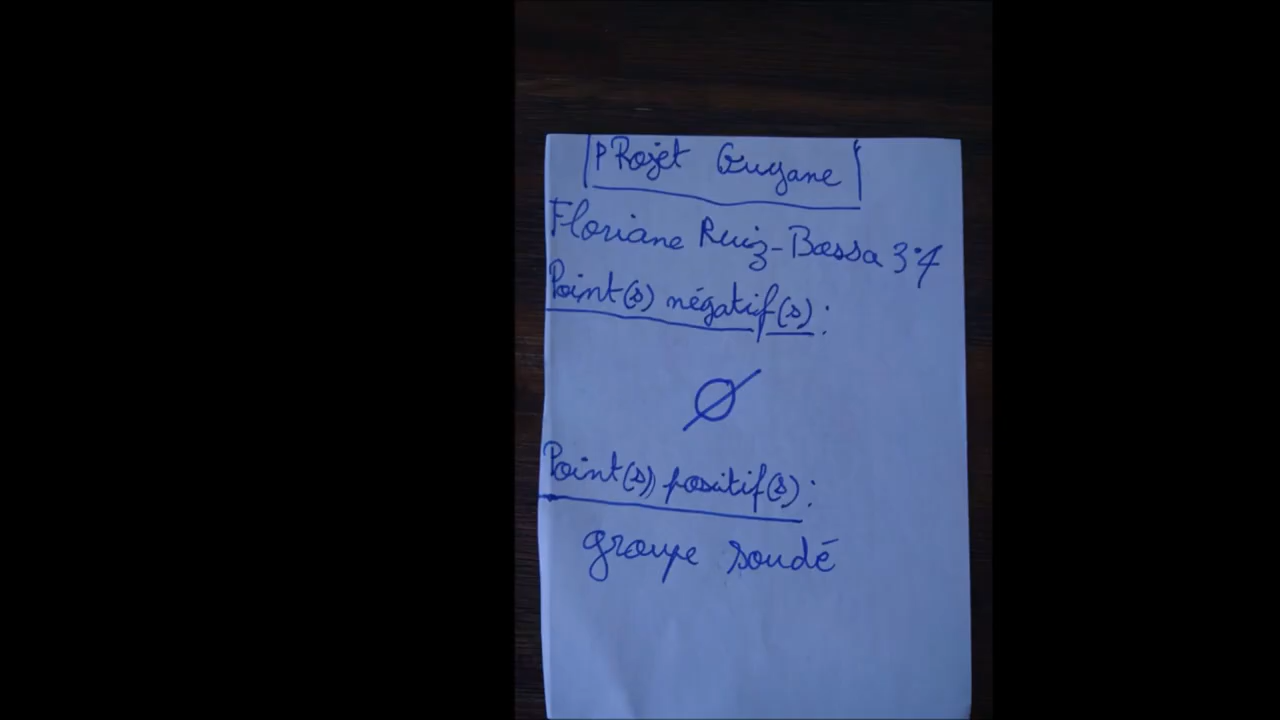 PRojet Guyane
Floriane Ruiz-Bassa 3°4
Point(s) négatif(s) :
Ø
Point(s) positif(s) :
groupe soudé